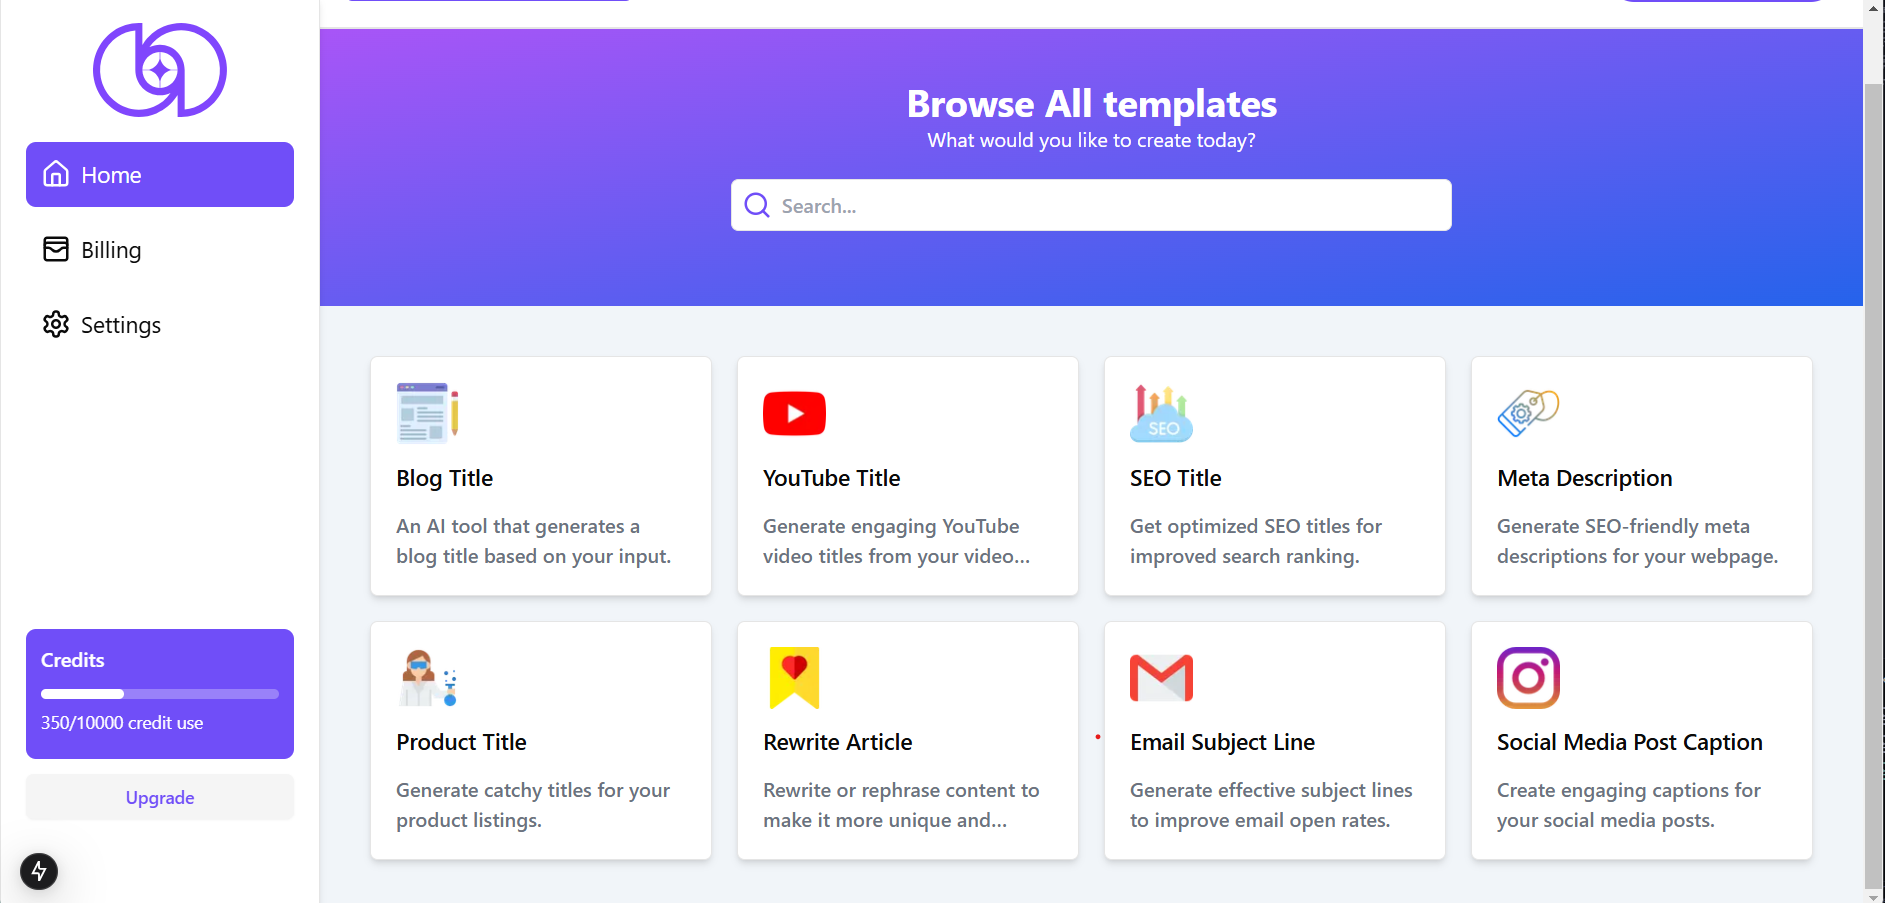 Home
Billing
Settings
Credits
350/10000 credit use
Upgrade
Browse All templates
What would you like to create today?
Search...
Blog Title
An AI tool that generates a
blog title based on your input.
YouTube Title
Generate engaging YouTube
video titles from your video...
SEO
SEO Title
Get optimized SEO titles for
improved search ranking.
Meta Description
Generate SEO-friendly meta
descriptions for your webpage.
Product Title
Generate catchy titles for your
product listings.
Rewrite Article
Rewrite or rephrase content to
make it more unique and...
Email Subject Line
Generate effective subject lines
to improve email open rates.
Social Media Post Caption
Create engaging captions for
your social media posts.